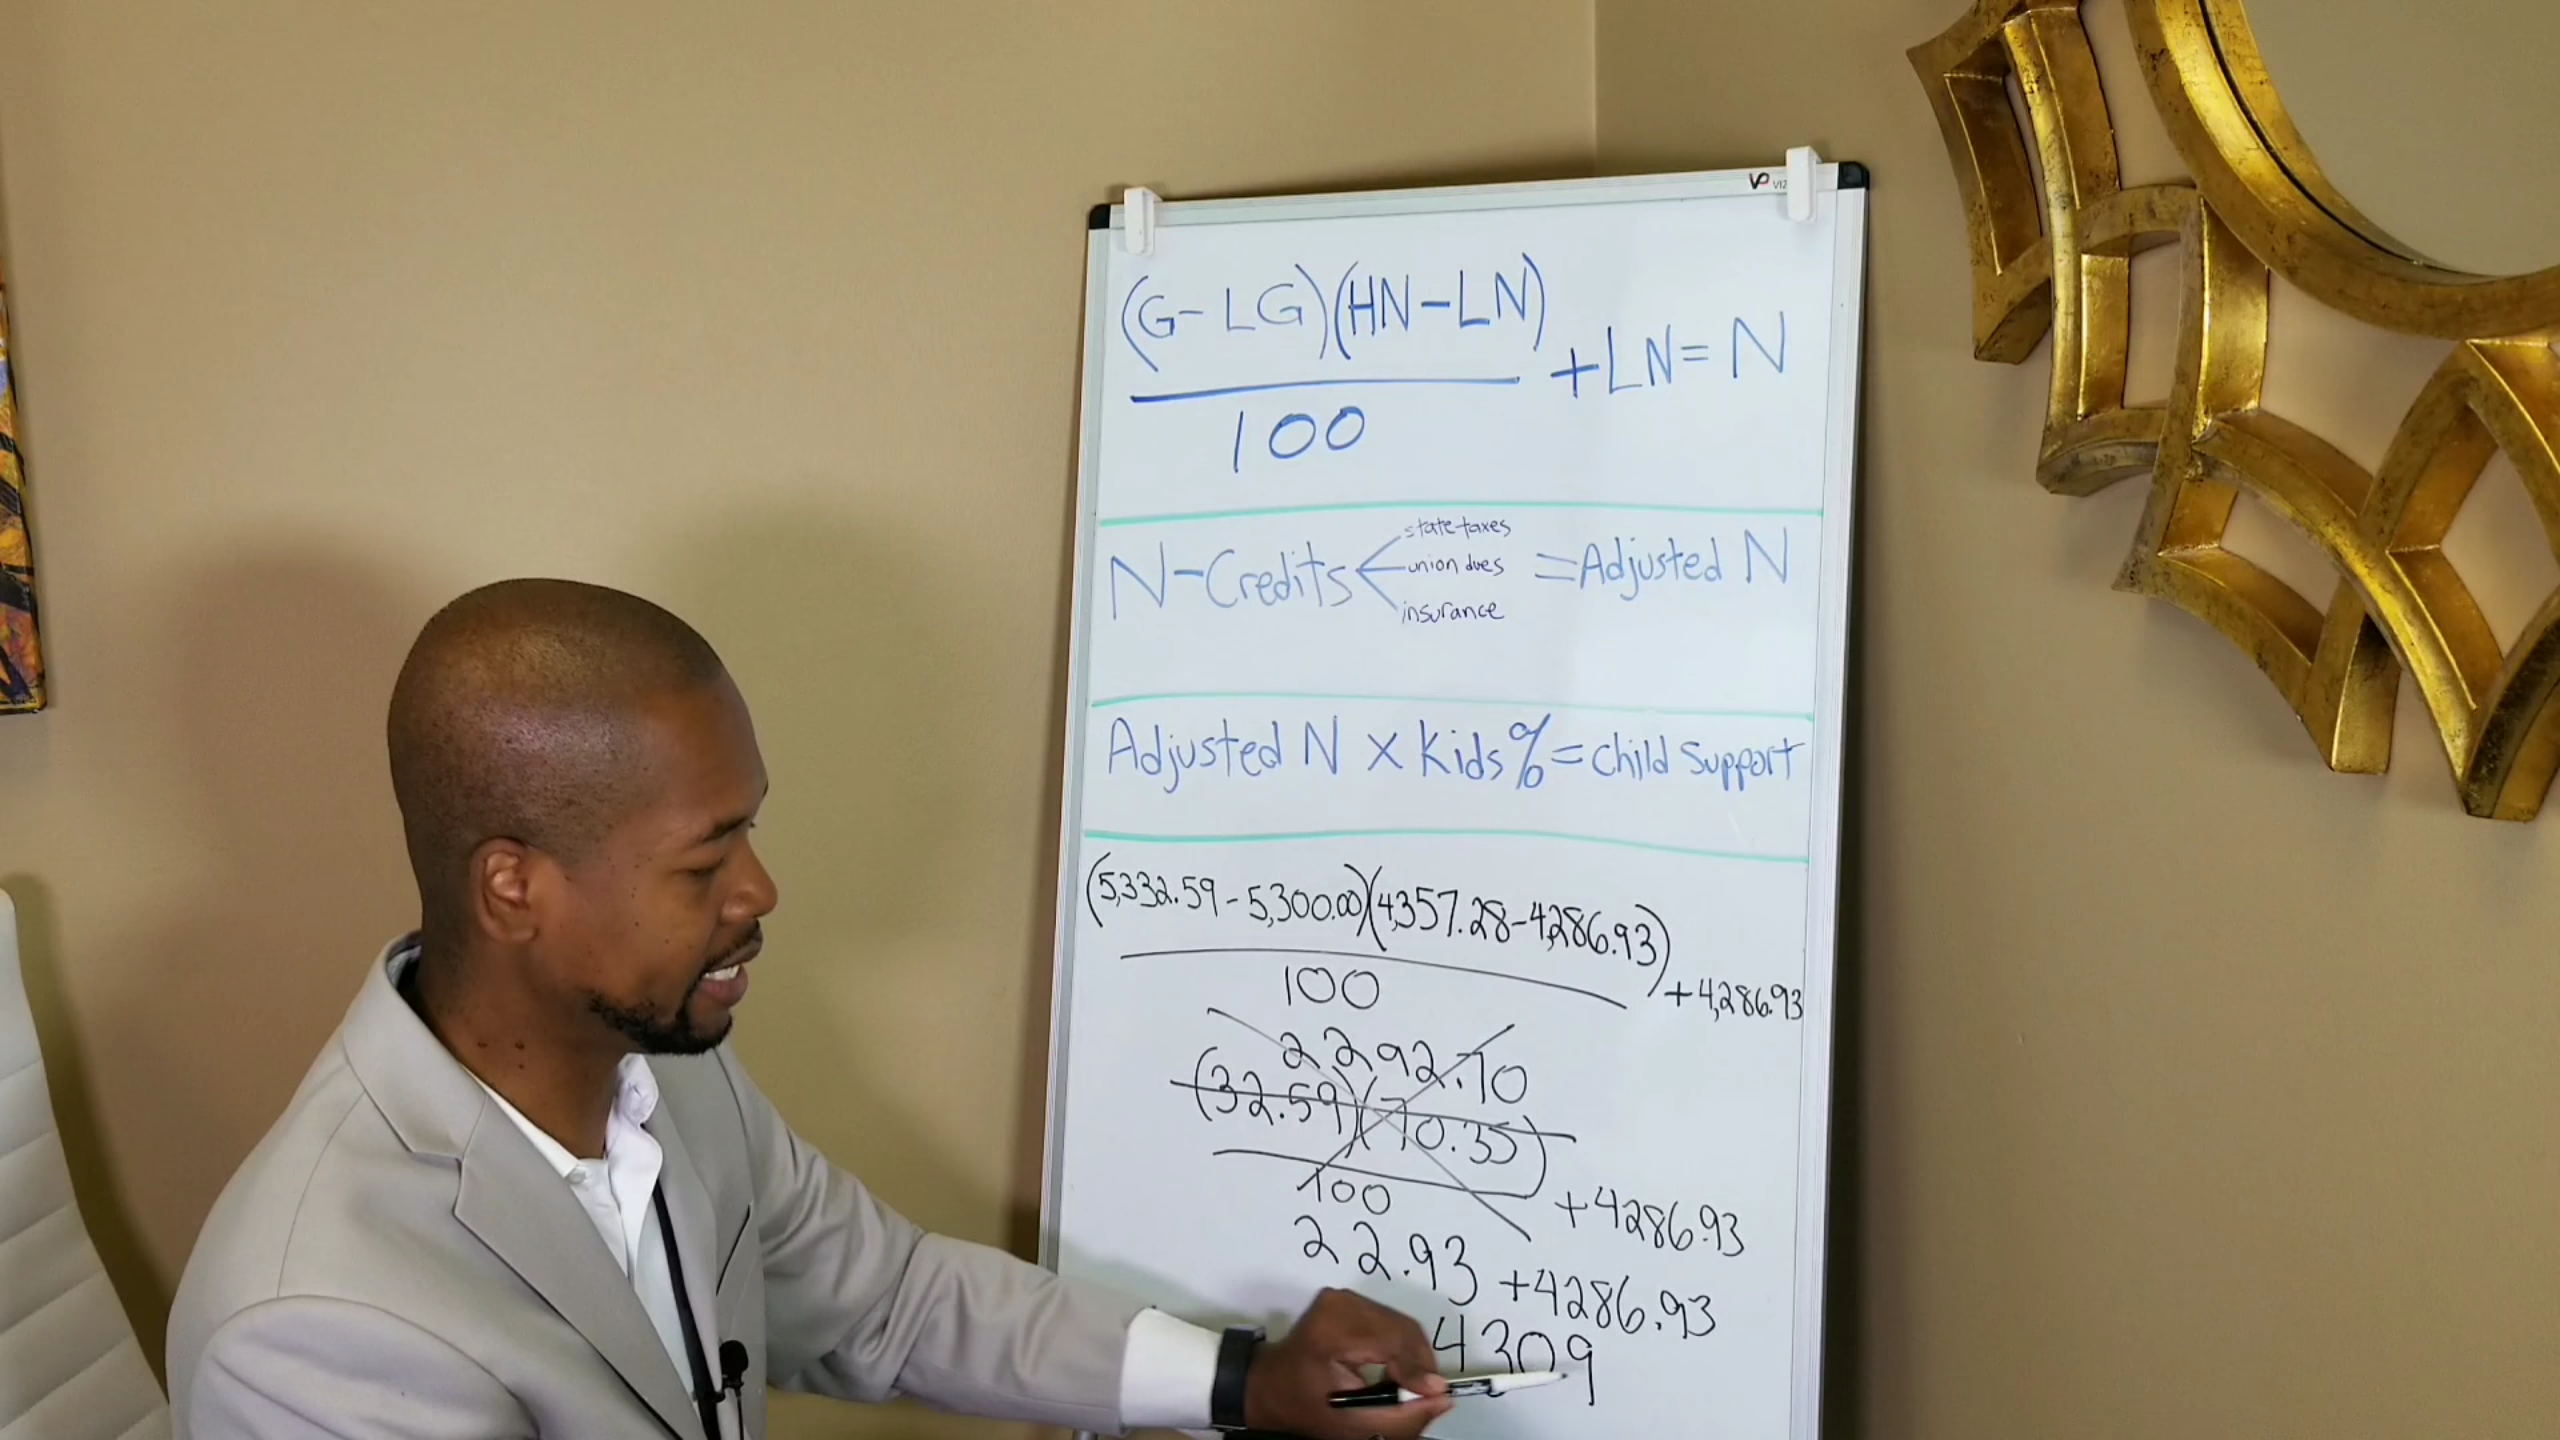 (G-LG)(HN-LN)
+LN=N
100
state taxes
N-Credits union dues =Adjusted N
insurance
Adjusted N x Kids%=Child Support
(5,332.59-5,300.00)(4,357.28-4,286.93)
100 +4,286.93
2292.70
(32.59)(70.35)
100 +4286.93
22.93 +4286.93
4309